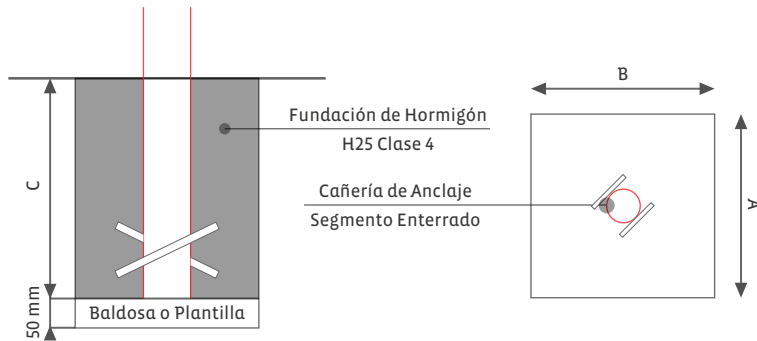 B
Fundación de Hormigón
H25 Clase 4
C
Cañería de Anclaje
Segmento Enterrado
A
50 mm
Baldosa o Plantilla